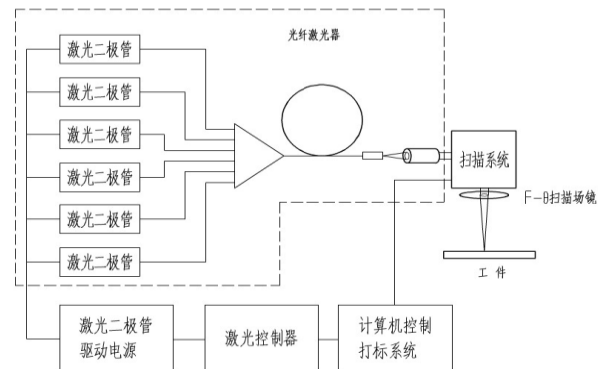 光纤激光器
激光二极管
激光二极管
激光二极管
激光二极管
激光二极管
激光二极管
扫描系统
F-θ扫描场镜
工件
激光二极管
驱动电源
激光控制器
计算机控制
打标系统